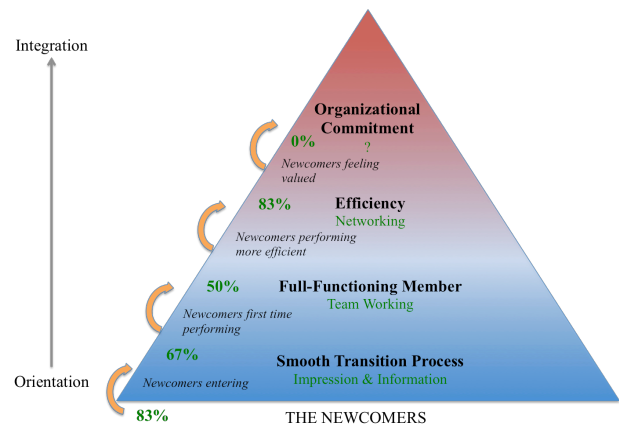 Integration
Organizational
Commitment
0%
?
Newcomers feeling
valued
83%
Efficiency
Networking
Newcomers performing
more efficient
50%
Full-Functioning Member
Team Working
Newcomers first time
performing
67%
Smooth Transition Process
Impression & Information
Orientation
Newcomers entering
83%
THE NEWCOMERS